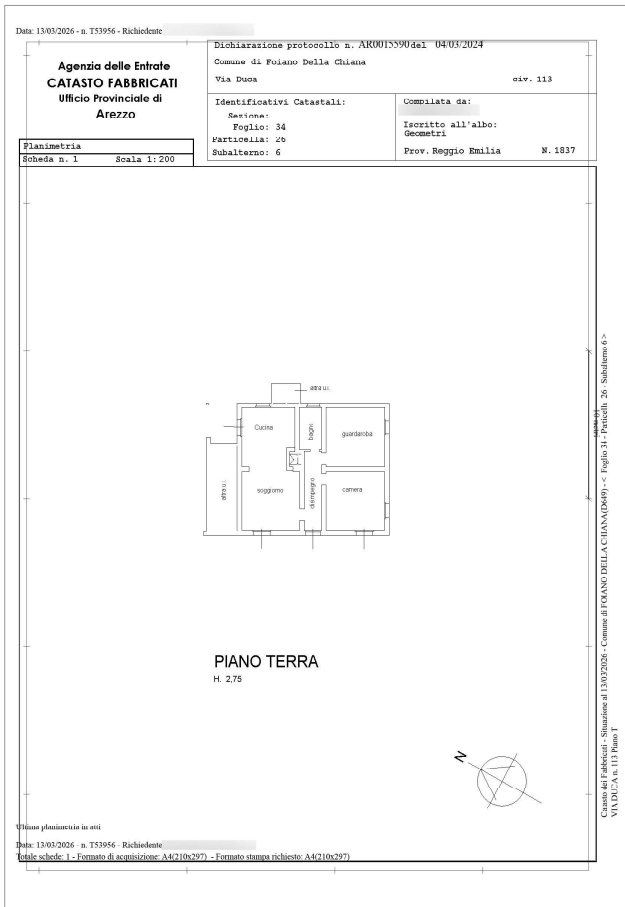 Data: 13/03/2026 - n. T53956 - Richiedente
Agenzia delle Entrate
CATASTO FABBRICATI
Ufficio Provinciale di
Arezzo
Dichiarazione protocollo n. AR0015590 del 04/03/2024
Comune di Foiano Della Chiana
Via Duca civ. 113
Identificativi Catastali:
Sezione:
Foglio: 34
Particella: 26
Subalterno: 6
Compilata da:
Iscritto all'albo:
Geometri
Prov. Reggio Emilia N. 1837
Planimetria
Scheda n. 1 Scala 1:200
altra u.i.
Cucina
bagno
guardaroba
altra u.i.
soggiorno
disimpegno
camera
PIANO TERRA
H. 2,75
N
Ultima planimetria in atti
Data: 13/03/2026 - n. T53956 - Richiedente
Totale schede: 1 - Formato di acquisizione: A4(210x297) - Formato stampa richiesto: A4(210x297)
Catasto dei Fabbricati - Situazione al 13/03/2026 - Comune di FOIANO DELLA CHIANA(D649) - < Foglio 34 - Particella 26 - Subalterno 6 >
VIA DUCA n. 113 Piano T